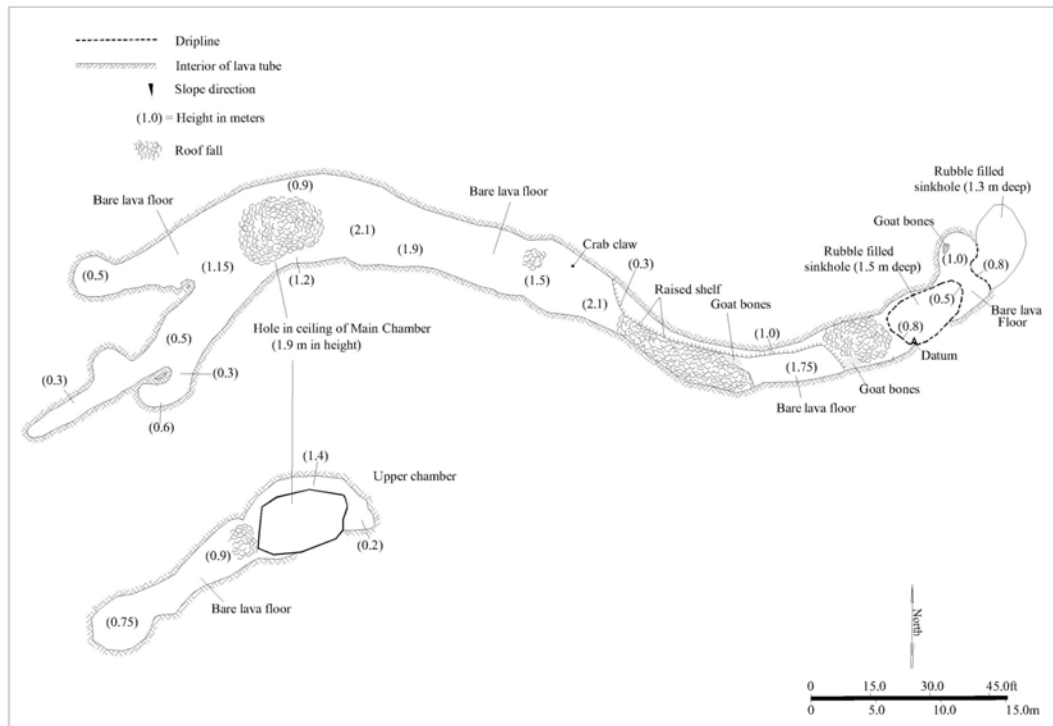 Dripline
Interior of lava tube
Slope direction
(1.0) = Height in meters
Roof fall
Rubble filled
sinkhole (1.3 m deep)
(0.9)
Bare lava floor
Bare lava floor
Goat bones
(2.1)
Rubble filled
sinkhole (1.5 m deep)
(1.9)
Crab claw
(1.0)
(0.8)
(0.5)
(1.15)
(1.2)
(0.3)
(1.5)
Raised shelf
(0.5)
(2.1)
Goat bones
Bare lava
Floor
Hole in ceiling of Main Chamber
(1.9 m in height)
(1.0)
(0.8)
(0.5)
Datum
(0.3)
(0.3)
(1.75)
Goat bones
(0.6)
Bare lava floor
(1.4)
Upper chamber
(0.2)
(0.9)
Bare lava floor
(0.75)
North
0 15.0 30.0 45.0ft
0 5.0 10.0 15.0m